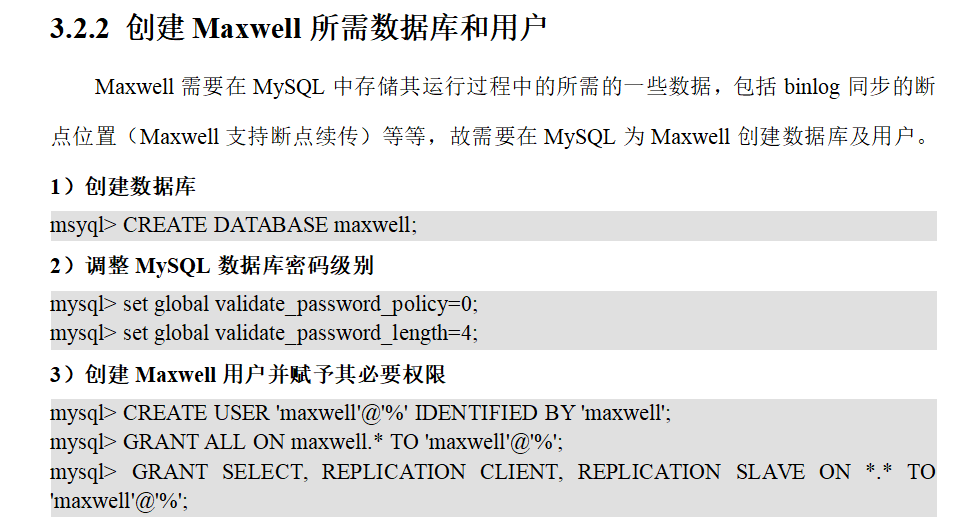 3.2.2 创建 Maxwell 所需数据库和用户
Maxwell 需要在 MySQL 中存储其运行过程中的所需的一些数据，包括 binlog 同步的断
点位置（Maxwell 支持断点续传）等等，故需要在 MySQL 为 Maxwell 创建数据库及用户。
1）创建数据库
msyql> CREATE DATABASE maxwell;
2）调整 MySQL 数据库密码级别
mysql> set global validate_password_policy=0;
mysql> set global validate_password_length=4;
3）创建 Maxwell 用户并赋予其必要权限
mysql> CREATE USER 'maxwell'@'%' IDENTIFIED BY 'maxwell';
mysql> GRANT ALL ON maxwell.* TO 'maxwell'@'%';
mysql> GRANT SELECT, REPLICATION CLIENT, REPLICATION SLAVE ON *.* TO
'maxwell'@'%';